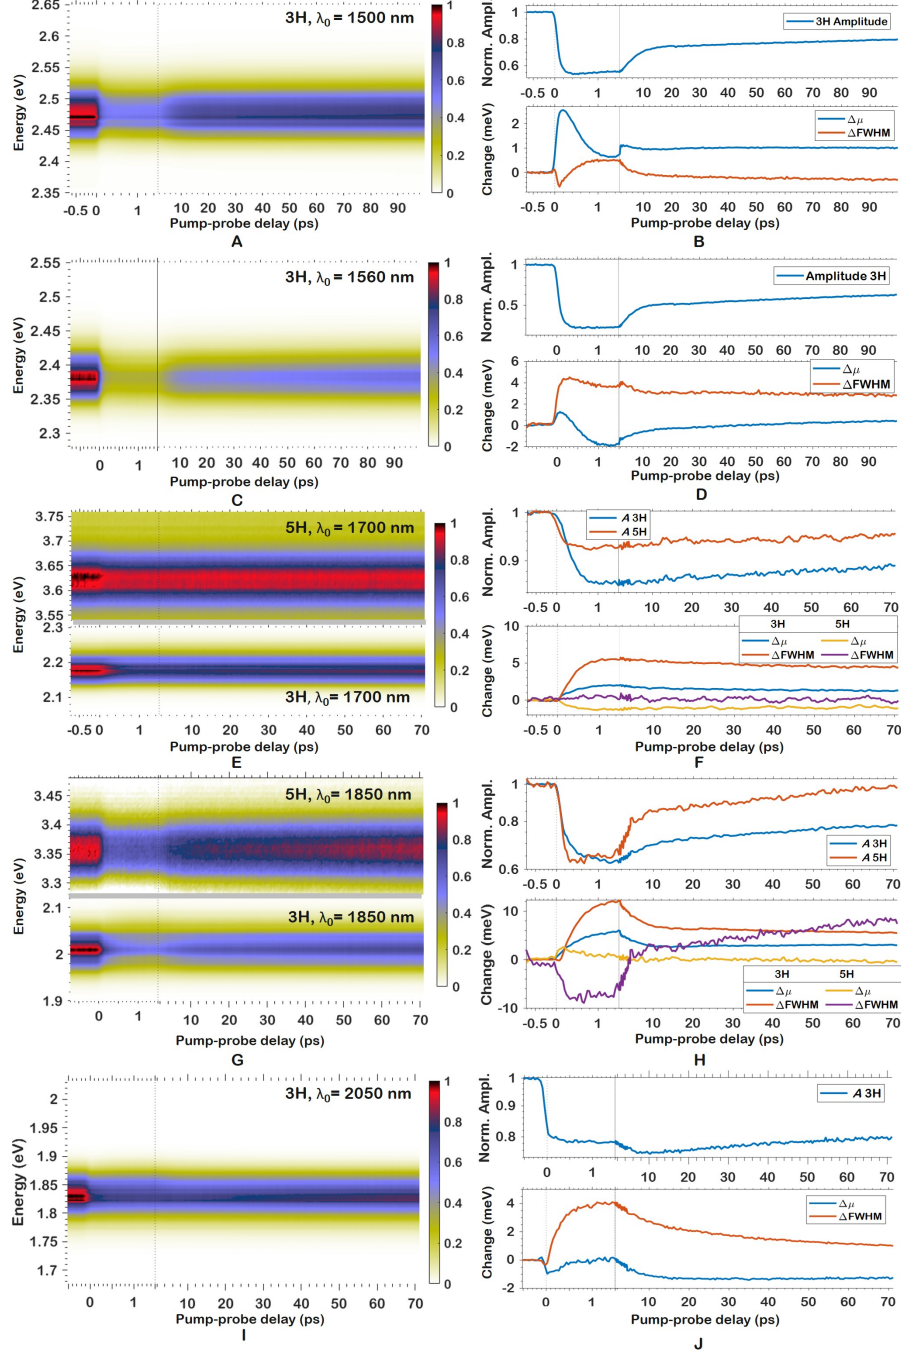 3H, λ0 = 1500 nm
Energy (eV)
2.65
2.6
2.55
2.5
2.45
2.4
2.35
-0.5 0 1 10 20 30 40 50 60 70 80 90
Pump-probe delay (ps)
1
0.8
0.6
0.4
0.2
0
A
Norm. Ampl.
1
0.8
0.6
3H Amplitude
-0.5 0 1 10 20 30 40 50 60 70 80 90
Change (meV)
2
1
0
Δμ
ΔFWHM
-0.5 0 1 10 20 30 40 50 60 70 80 90
Pump-probe delay (ps)
B
3H, λ0 = 1560 nm
Energy (eV)
2.55
2.5
2.45
2.4
2.35
2.3
0 1 10 20 30 40 50 60 70 80 90
Pump-probe delay (ps)
1
0.8
0.6
0.4
0.2
0
C
Norm. Ampl.
1
0.5
Amplitude 3H
0 1 10 20 30 40 50 60 70 80 90
Change (meV)
6
4
2
0
-2
Δμ
ΔFWHM
0 1 10 20 30 40 50 60 70 80 90
Pump-probe delay (ps)
D
5H, λ0 = 1700 nm
3H, λ0 = 1700 nm
Energy (eV)
3.76
3.7
3.65
3.6
3.55
2.3
2.2
2.1
-0.5 0 1 10 20 30 40 50 60 70
Pump-probe delay (ps)
1
0.8
0.6
0.4
0.2
0
E
Norm. Ampl.
1
0.9
A 3H
A 5H
-0.5 0 1 10 20 30 40 50 60 70
Change (meV)
10
5
0
3H 5H
Δμ Δμ
ΔFWHM ΔFWHM
-0.5 0 1 10 20 30 40 50 60 70
Pump-probe delay (ps)
F
5H, λ0 = 1850 nm
3H, λ0= 1850 nm
Energy (eV)
3.45
3.4
3.35
3.3
2.1
2
1.9
0 1 10 20 30 40 50 60 70
Pump-probe delay (ps)
1
0.8
0.6
0.4
0.2
0
G
Norm. Ampl.
1
0.8
0.6
A 3H
A 5H
-0.5 0 1 10 20 30 40 50 60 70
Change (meV)
10
0
-10
3H 5H
Δμ Δμ
ΔFWHM ΔFWHM
-0.5 0 1 10 20 30 40 50 60 70
Pump-probe delay (ps)
H
3H, λ0= 2050 nm
Energy (eV)
2
1.95
1.9
1.85
1.8
1.75
1.7
0 1 10 20 30 40 50 60 70
Pump-probe delay (ps)
1
0.8
0.6
0.4
0.2
0
I
Norm. Ampl.
1
0.9
0.8
A 3H
0 1 10 20 30 40 50 60 70
Change (meV)
4
2
0
-2
Δμ
ΔFWHM
0 1 10 20 30 40 50 60 70
Pump-probe delay (ps)
J